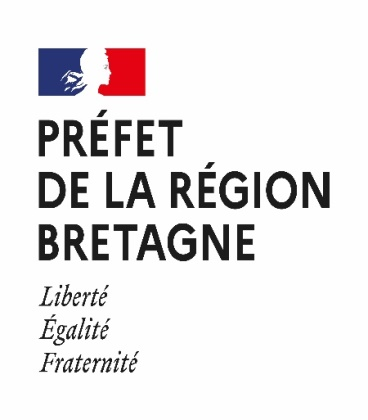 PRÉFET
DE LA RÉGION
BRETAGNE
Liberté
Égalité
Fraternité